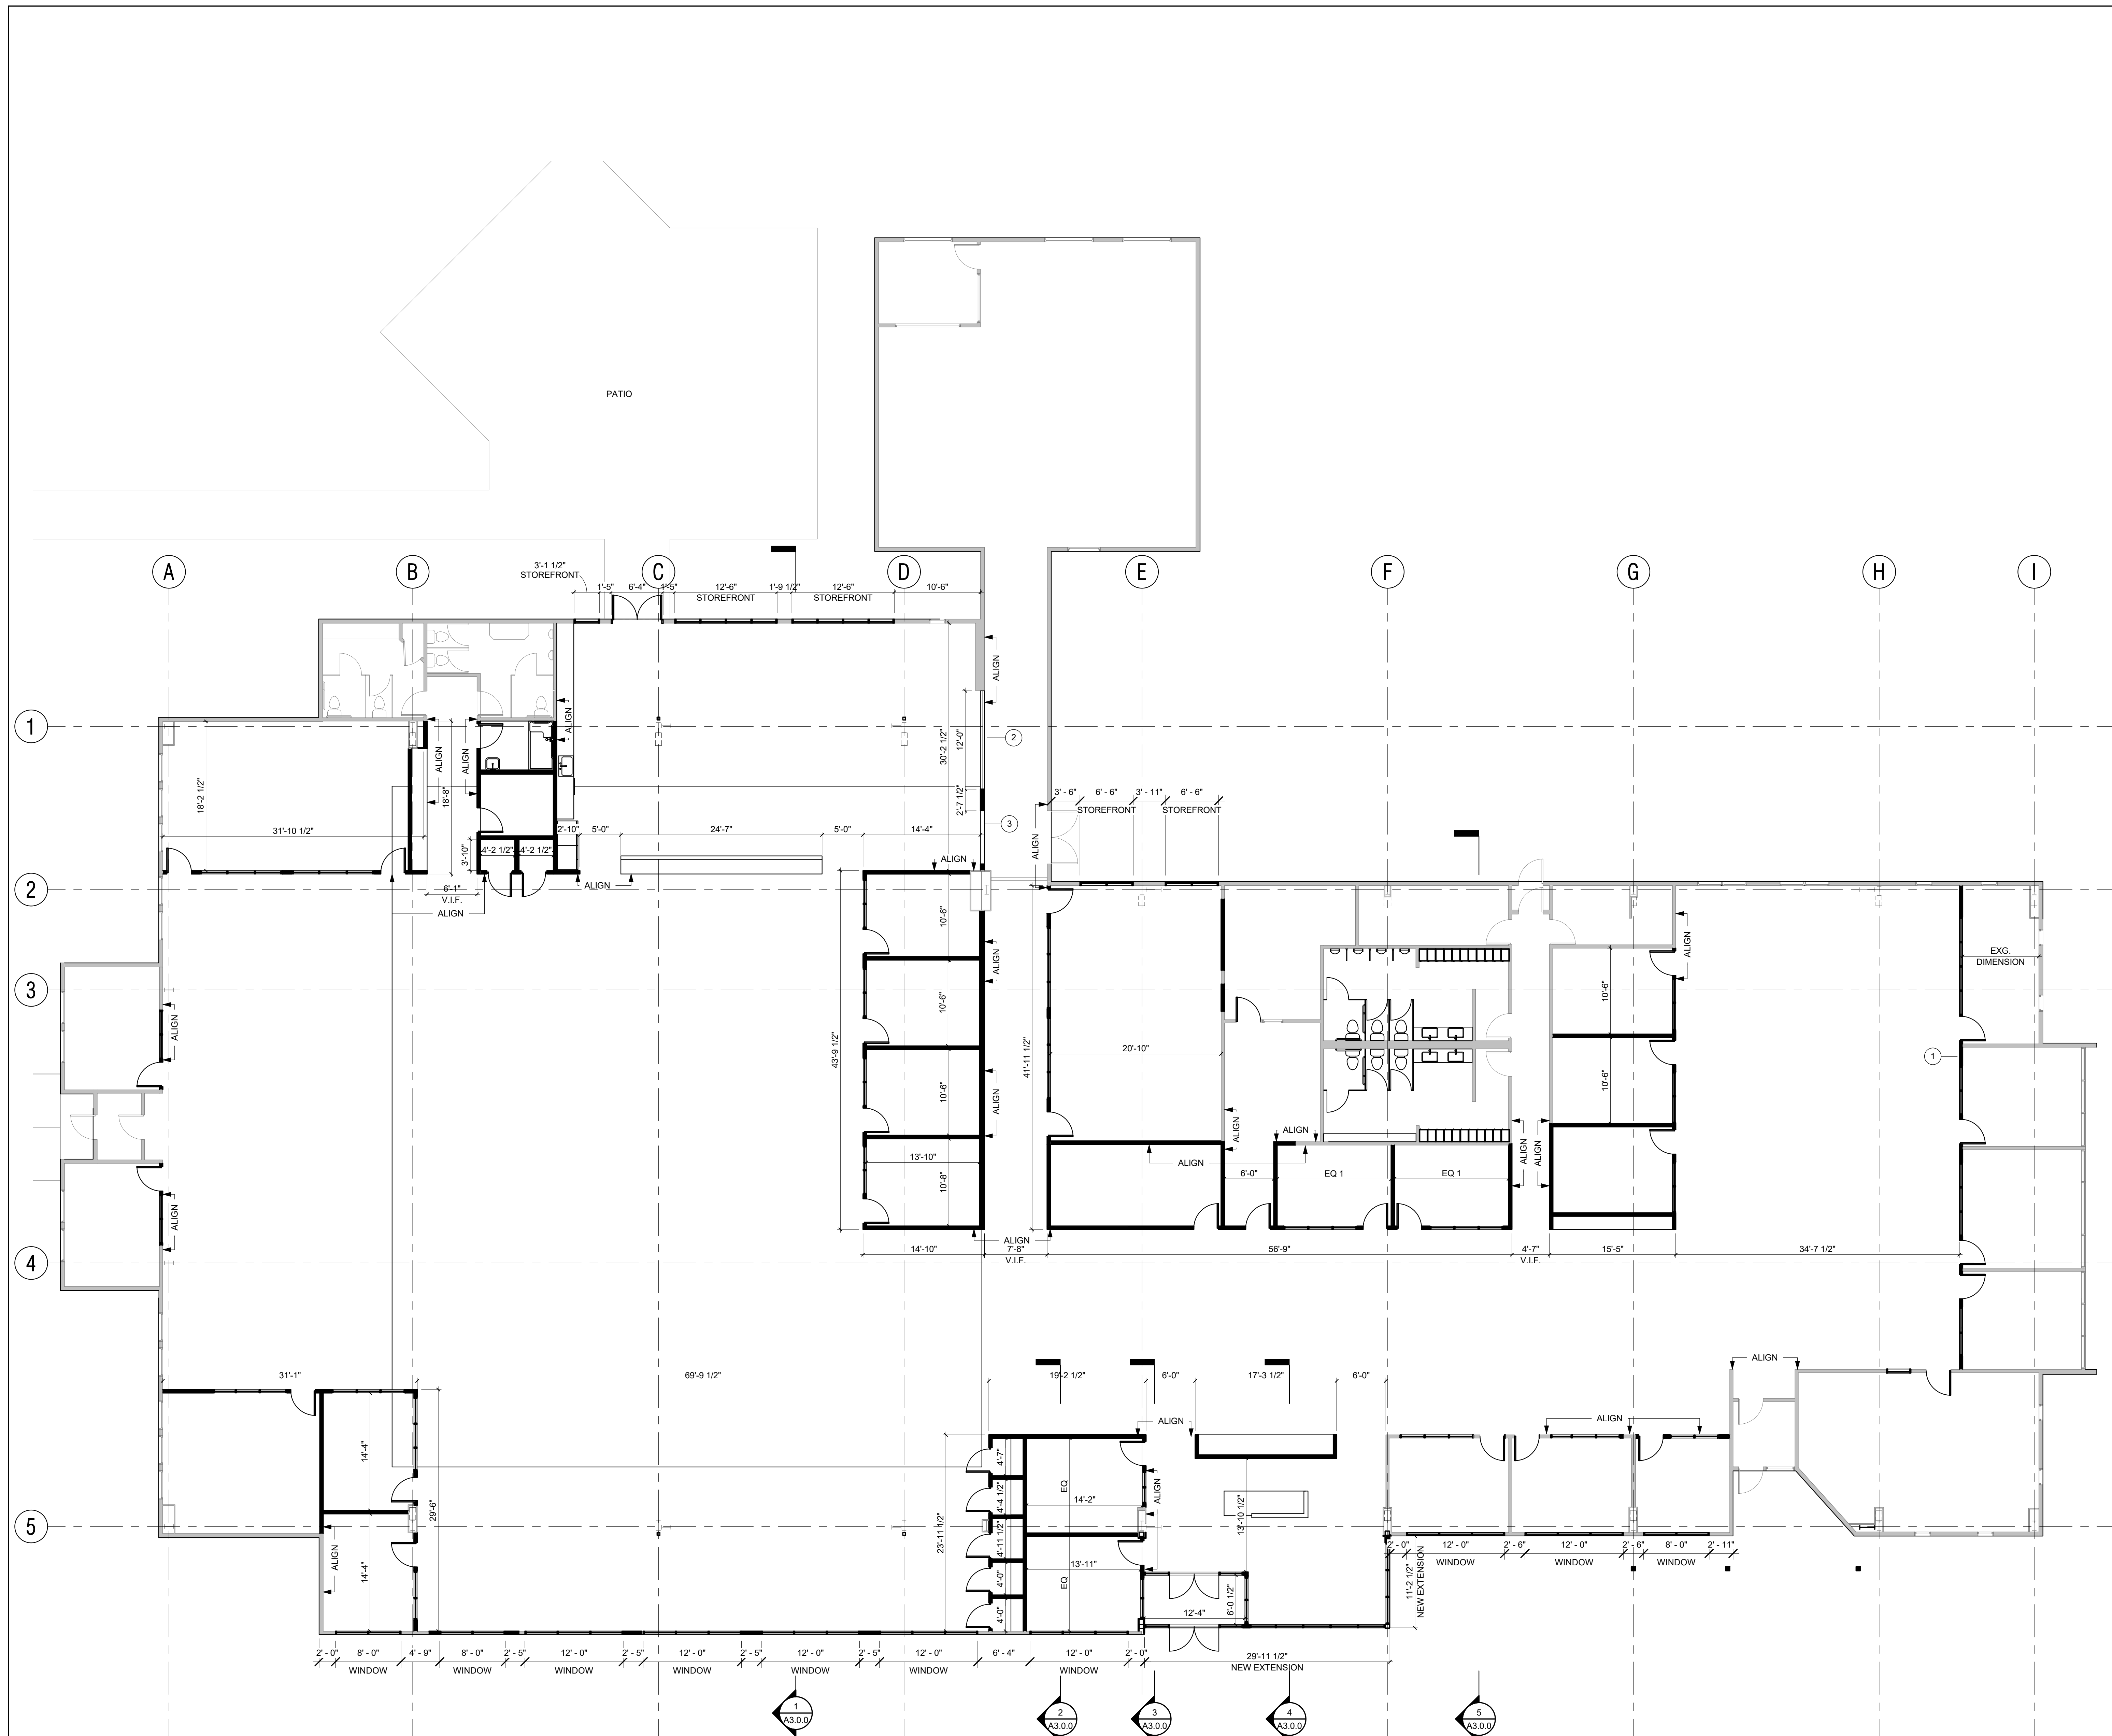 PATIO
A
B
C
D
E
F
G
H
I
3'-1 1/2"
STOREFRONT
1'-5"
6'-4"
1'-5"
12'-6"
STOREFRONT
1'-9 1/2"
12'-6"
STOREFRONT
10'-6"
ALIGN
1
ALIGN
ALIGN
ALIGN
18'-8"
18'-2 1/2"
30'-2 1/2"
12'-0"
2
2'-7 1/2"
3
3' - 6"
6' - 6"
3' - 11"
6' - 6"
STOREFRONT
STOREFRONT
31'-10 1/2"
2'-10"
5'-0"
24'-7"
5'-0"
14'-4"
3'-10"
4'-2 1/2"
4'-2 1/2"
ALIGN
ALIGN
ALIGN
2
6'-1"
V.I.F.
ALIGN
10'-6"
ALIGN
ALIGN
EXG.
DIMENSION
3
10'-6"
10'-6"
ALIGN
43'-9 1/2"
41'-11 1/2"
20'-10"
1
10'-6"
10'-6"
ALIGN
ALIGN
ALIGN
ALIGN
ALIGN
ALIGN
13'-10"
10'-8"
6'-0"
EQ 1
EQ 1
ALIGN
ALIGN
4
14'-10"
7'-8"
V.I.F.
56'-9"
4'-7"
V.I.F.
15'-5"
34'-7 1/2"
31'-1"
69'-9 1/2"
19'-2 1/2"
6'-0"
17'-3 1/2"
6'-0"
ALIGN
ALIGN
ALIGN
14'-4"
29'-6"
23'-11 1/2"
4'-7"
4'-4 1/2"
4'-11 1/2"
4'-0"
4'-0"
EQ
14'-2"
ALIGN
13'-10 1/2"
5
ALIGN
14'-4"
13'-11"
EQ
12'-4"
6'-0 1/2"
11'-2 1/2"
NEW EXTENSION
2' - 0"
12' - 0"
WINDOW
2' - 6"
12' - 0"
WINDOW
2' - 6"
8' - 0"
WINDOW
2' - 11"
2' - 0"
8' - 0"
WINDOW
4' - 9"
8' - 0"
WINDOW
2' - 5"
12' - 0"
WINDOW
2' - 5"
12' - 0"
WINDOW
2' - 5"
12' - 0"
WINDOW
2' - 5"
12' - 0"
WINDOW
6' - 4"
12' - 0"
WINDOW
2' - 0"
29'-11 1/2"
NEW EXTENSION
1
A3.0.0
2
A3.0.0
3
A3.0.0
4
A3.0.0
5
A3.0.0